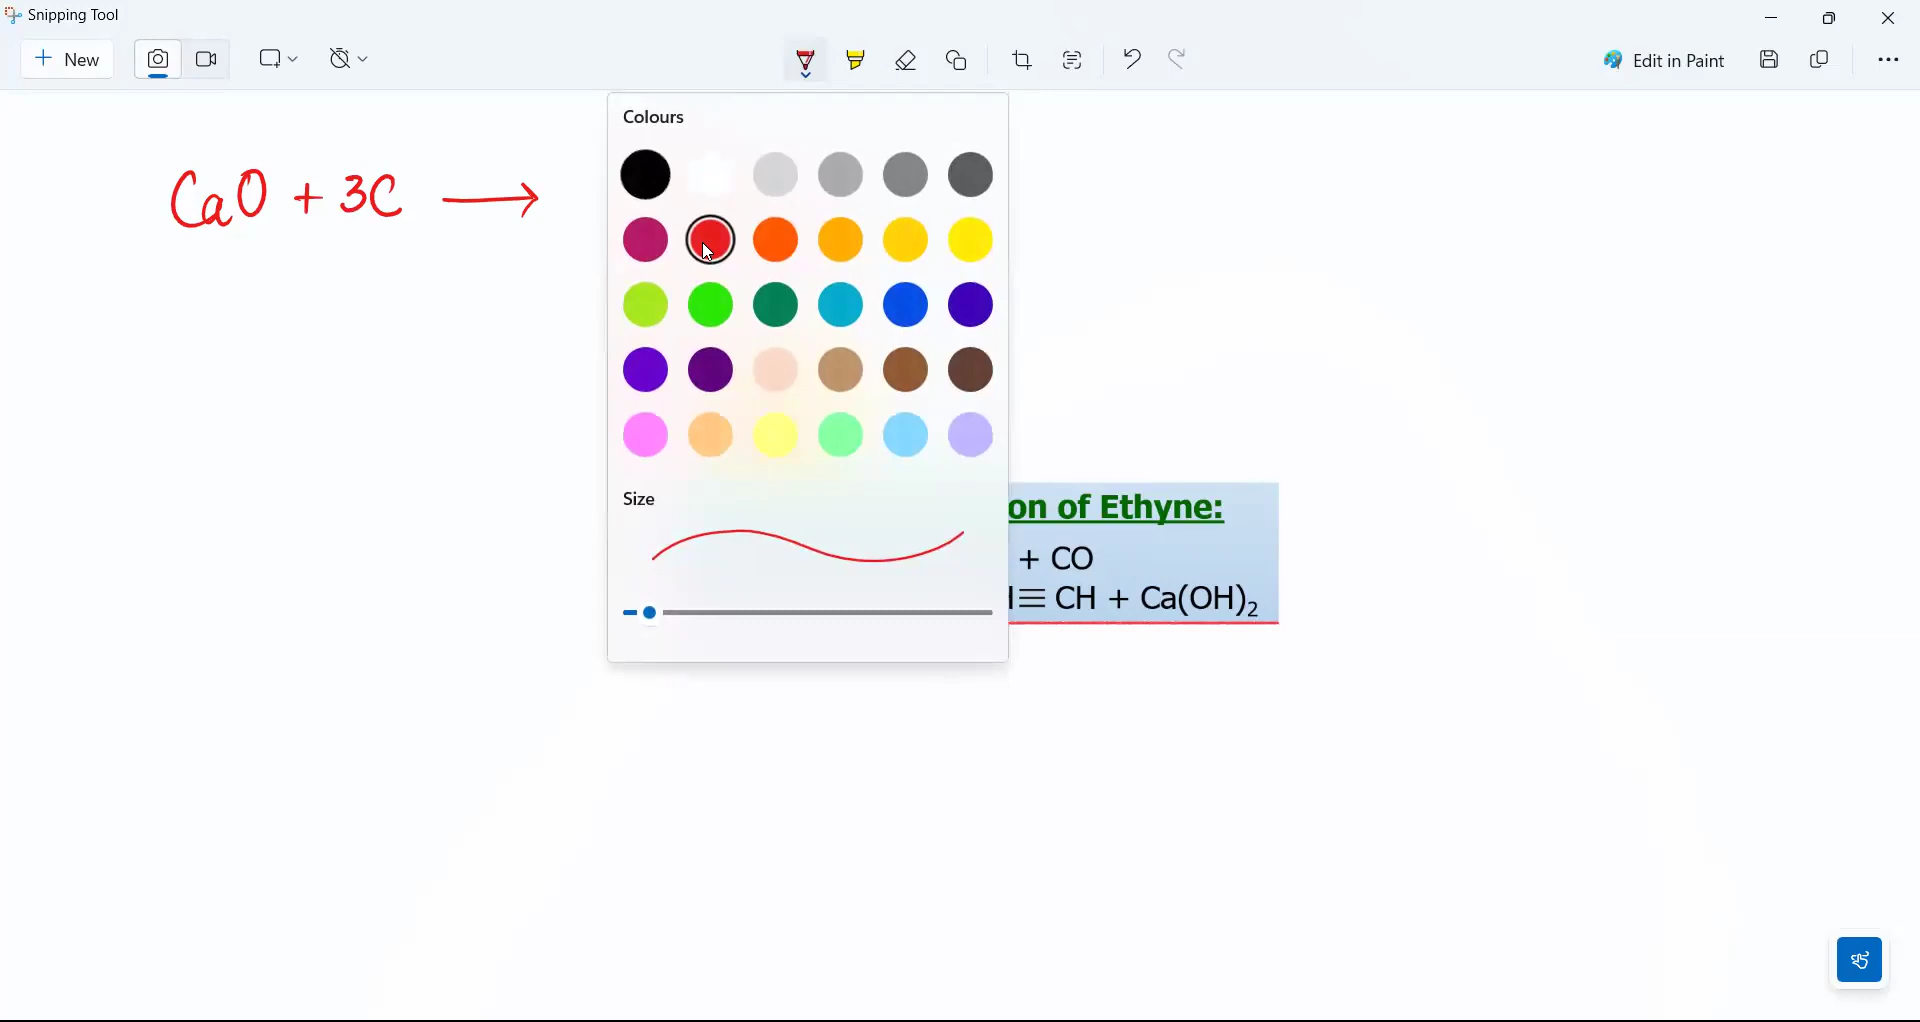 Snipping Tool
New
Edit in Paint
Colours
CaO + 3C ⟶
Size
on of Ethyne:
+ CO
≡ CH + Ca(OH)₂